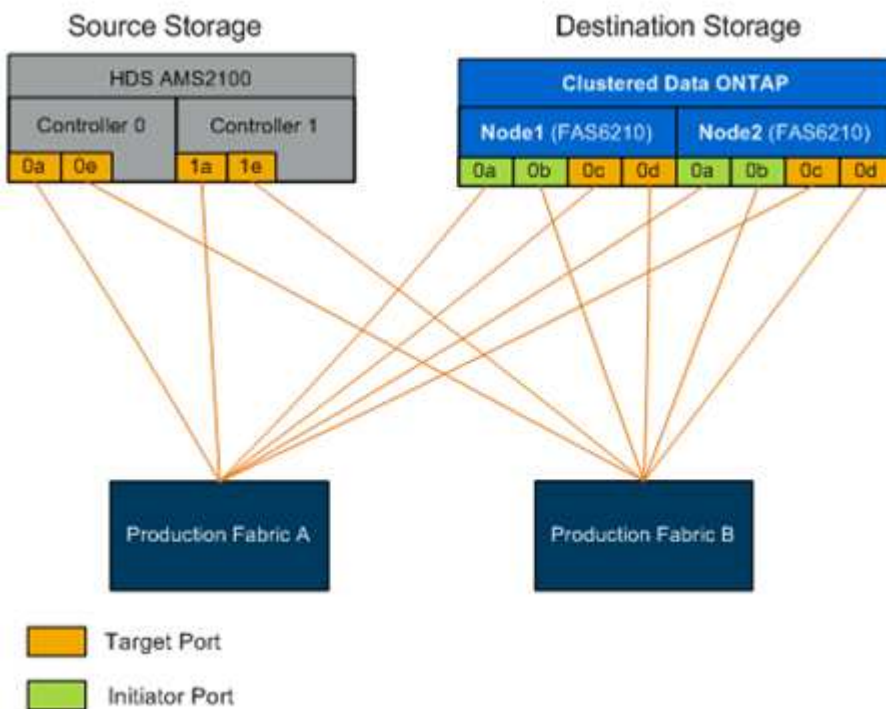 Source Storage
Destination Storage
HDS AMS2100
Controller 0
Controller 1
0a 0e 1a 1e
Clustered Data ONTAP
Node1 (FAS6210)
Node2 (FAS6210)
0a 0b 0c 0d 0a 0b 0c 0d
Production Fabric A
Production Fabric B
Target Port
Initiator Port